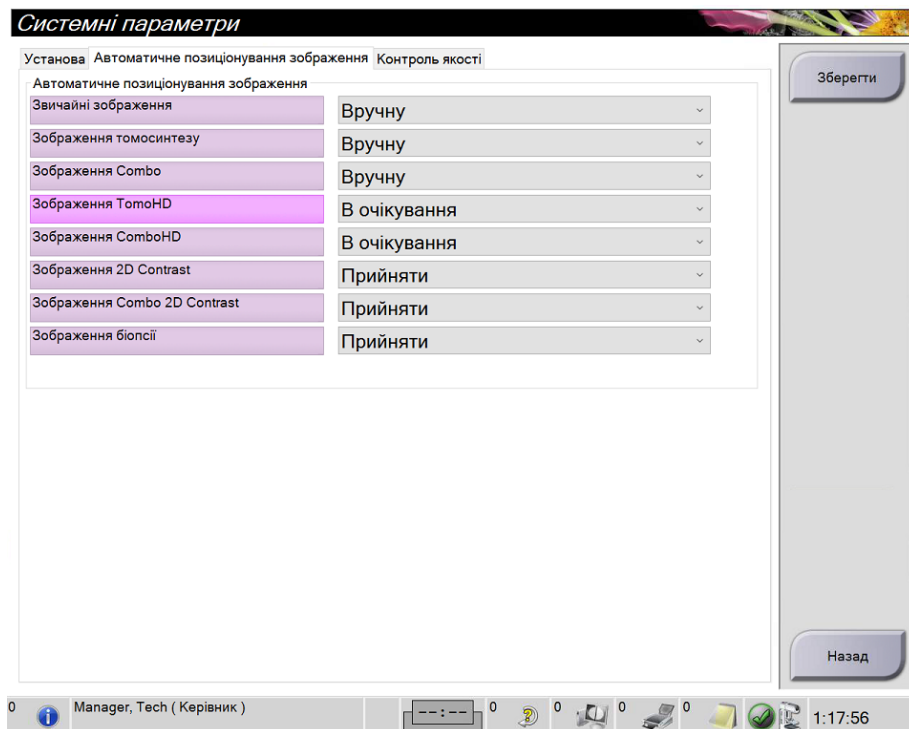 Системні параметри
Установа Автоматичне позиціонування зображення Контроль якості
Зберегти
Автоматичне позиціонування зображення
Звичайні зображення Вручну
Зображення томосинтезу Вручну
Зображення Combo Вручну
Зображення TomoHD В очікування
Зображення ComboHD В очікування
Зображення 2D Contrast Прийняти
Зображення Combo 2D Contrast Прийняти
Зображення біопсії Прийняти
Назад
0 Manager, Tech ( Керівник ) --:-- 0 0 0 0 1:17:56